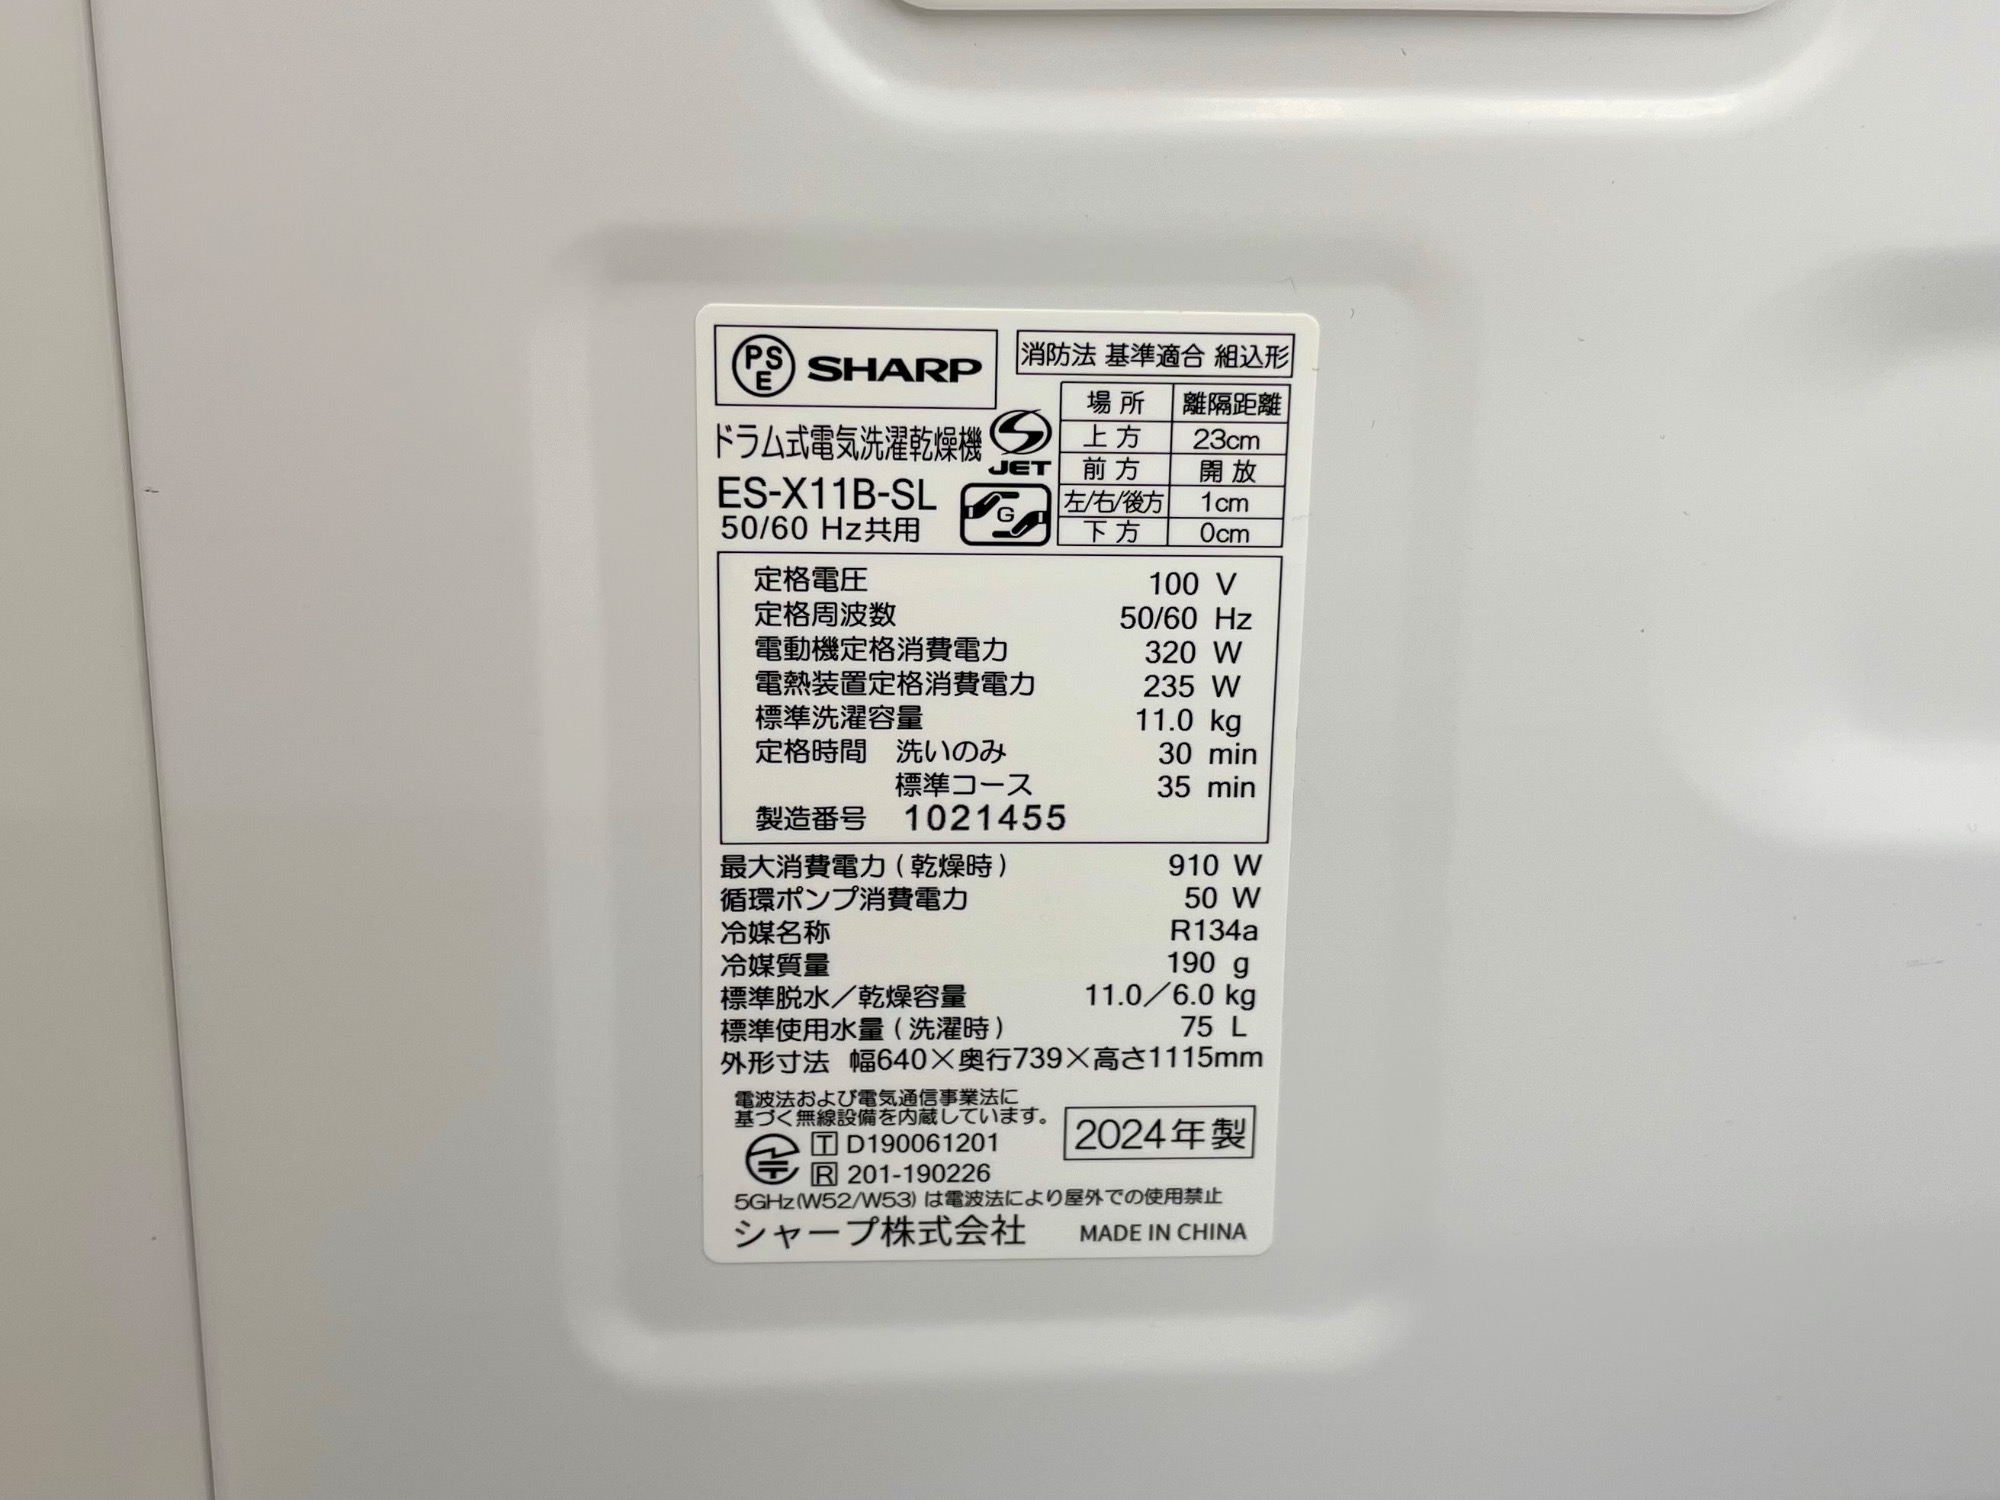 PSE SHARP
消防法 基準適合 組込形
場所 離隔距離
上方 23cm
前方 開放
左/右/後方 1cm
下方 0cm
ドラム式電気洗濯乾燥機
S JET
ES-X11B-SL
G
50/60 Hz共用
定格電圧 100 V
定格周波数 50/60 Hz
電動機定格消費電力 320 W
電熱装置定格消費電力 235 W
標準洗濯容量 11.0 kg
定格時間 洗いのみ 30 min
標準コース 35 min
製造番号 1021455
最大消費電力(乾燥時) 910 W
循環ポンプ消費電力 50 W
冷媒名称 R134a
冷媒質量 190 g
標準脱水/乾燥容量 11.0/6.0 kg
標準使用水量(洗濯時) 75 L
外形寸法 幅640×奥行739×高さ1115mm
電波法および電気通信事業法に
基づく無線設備を内蔵しています。
T D190061201
R 201-190226
2024年製
5GHz(W52/W53)は電波法により屋外での使用禁止
シャープ株式会社 MADE IN CHINA